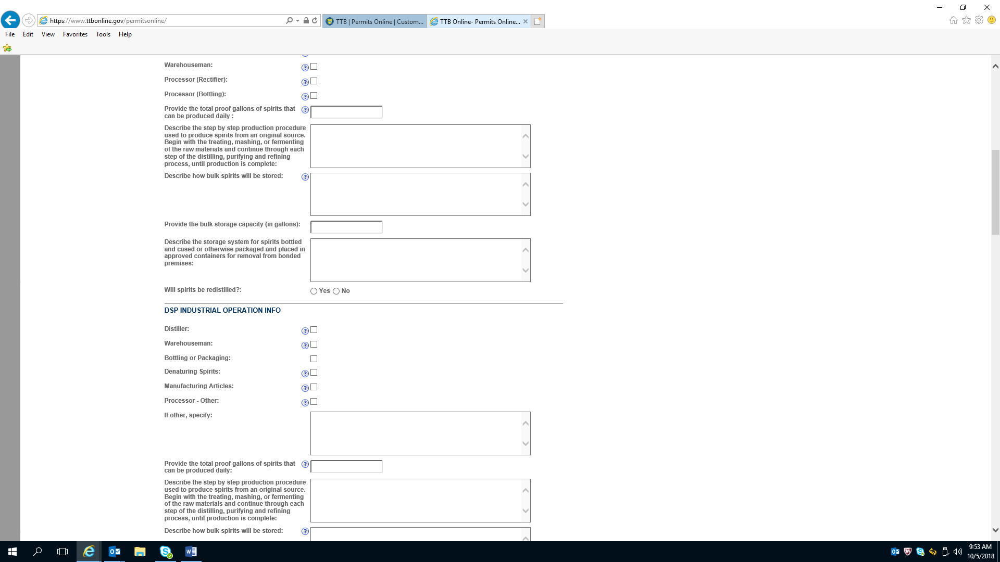 https://www.ttbonline.gov/permitsonline/
TTB | Permits Online | Custom...
TTB Online- Permits Online...
File Edit View Favorites Tools Help
Warehouseman:
Processor (Rectifier):
Processor (Bottling):
Provide the total proof gallons of spirits that
can be produced daily :
Describe the step by step production procedure
used to produce spirits from an original source.
Begin with the treating, mashing, or fermenting
of the raw materials and continue through each
step of the distilling, purifying and refining
process, until production is complete:
Describe how bulk spirits will be stored:
Provide the bulk storage capacity (in gallons):
Describe the storage system for spirits bottled
and cased or otherwise packaged and placed in
approved containers for removal from bonded
premises:
Will spirits be redistilled?:
Yes No
DSP INDUSTRIAL OPERATION INFO
Distiller:
Warehouseman:
Bottling or Packaging:
Denaturing Spirits:
Manufacturing Articles:
Processor - Other:
If other, specify:
Provide the total proof gallons of spirits that
can be produced daily:
Describe the step by step production procedure
used to produce spirits from an original source.
Begin with the treating, mashing, or fermenting
of the raw materials and continue through each
step of the distilling, purifying and refining
process, until production is complete:
Describe how bulk spirits will be stored:
9:53 AM
10/5/2018